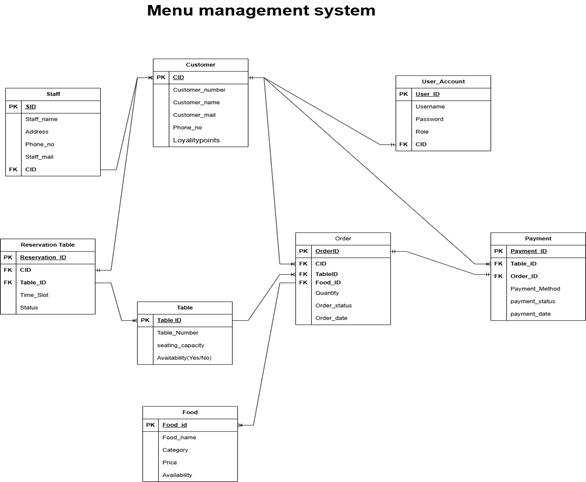 Menu management system
Customer
PK CID
Customer_number
Customer_name
Customer_mail
Phone_no
Loyalitypoints
User_Account
PK User_ID
Username
Password
Role
FK CID
Staff
PK SID
Staff_name
Address
Phone_no
Staff_mail
FK CID
Reservation Table
PK Reservation_ID
FK CID
FK Table_ID
Time_Slot
Status
Order
PK OrderID
FK CID
FK TableID
FK Food_ID
Quantity
Order_status
Order_date
Payment
PK Payment_ID
FK Table_ID
FK Order_ID
Payment_Method
payment_status
payment_date
Table
PK Table ID
Table_Number
seating_capacity
Availability(Yes/No)
Food
PK Food_id
Food_name
Category
Price
Availability